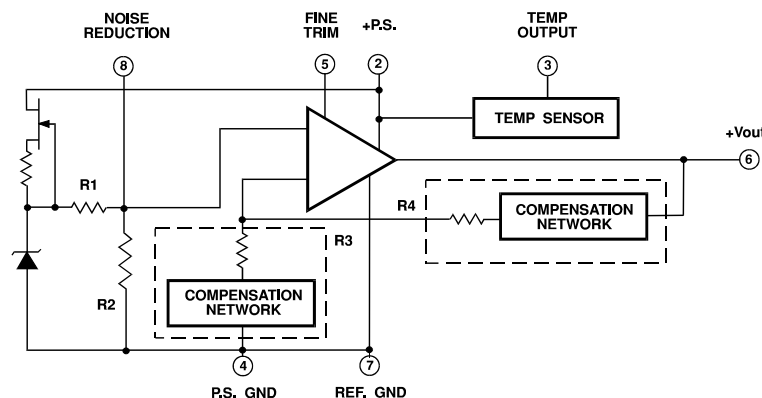 NOISE
REDUCTION
8
FINE
TRIM
5
+P.S.
2
TEMP
OUTPUT
3
TEMP SENSOR
+Vout
6
R1
R4
COMPENSATION
NETWORK
R3
R2
COMPENSATION
NETWORK
4
P.S. GND
7
REF. GND